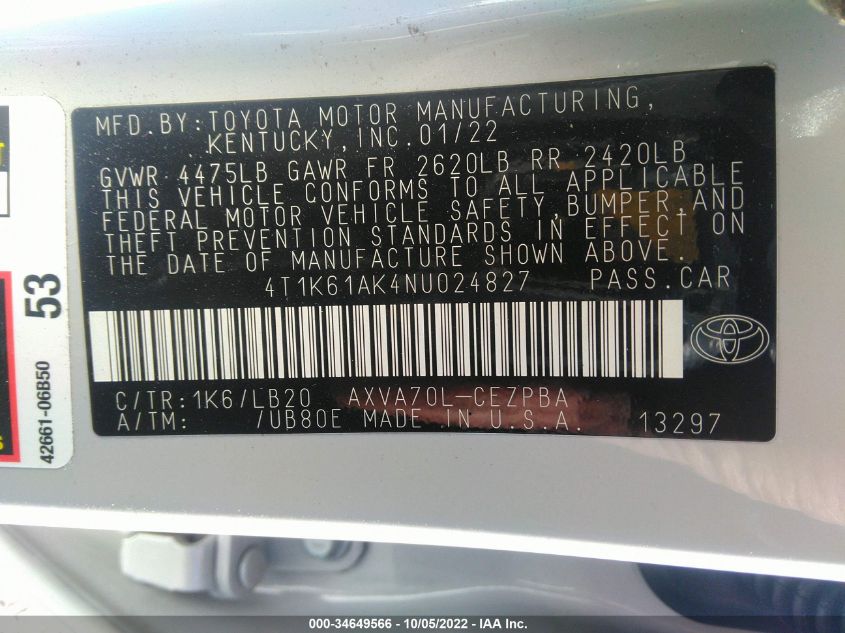 MFD.BY:TOYOTA MOTOR MANUFACTURING,
KENTUCKY,INC.01/22
GVWR 4475LB GAWR FR 2620LB RR 2420LB
THIS VEHICLE CONFORMS TO ALL APPLICABLE
FEDERAL MOTOR VEHICLE SAFETY,BUMPER,AND
THEFT PREVENTION STANDARDS IN EFFECT ON
THE DATE OF MANUFACTURE SHOWN ABOVE.
4T1K61AK4NU024827 PASS.CAR
C/TR:1K6/LB20 AXVA70L-CEZPBA
A/TM: /UB80E MADE IN U.S.A. 13297
53
42661-06B50
000-34649566 - 10/05/2022 - IAA Inc.